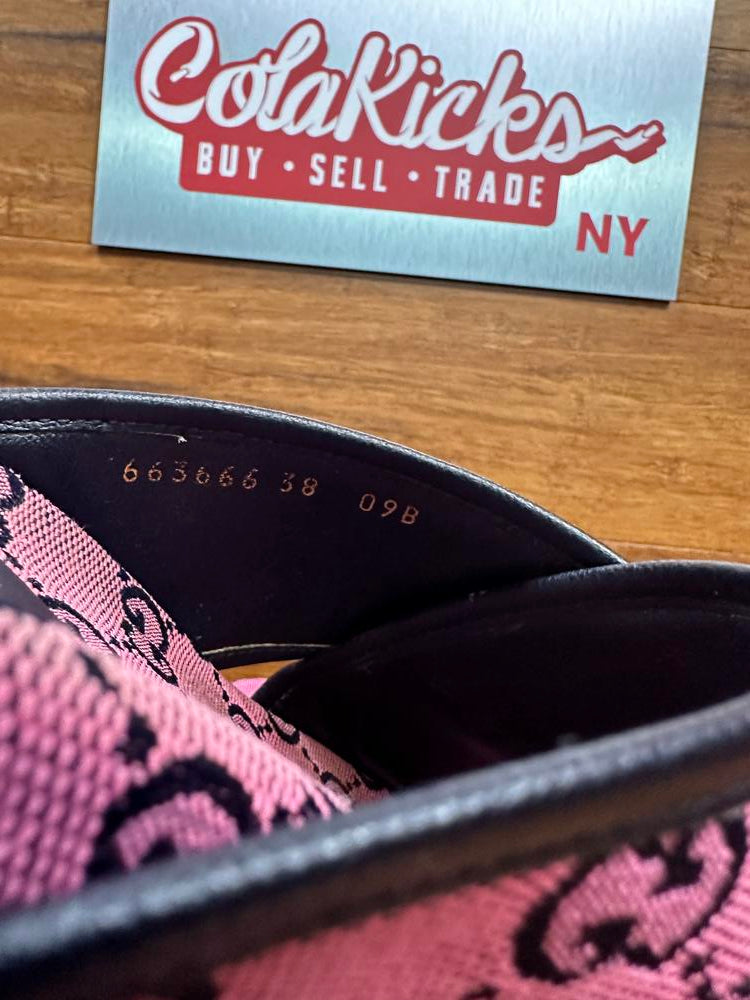 ColaKicks
BUY • SELL • TRADE
NY
663666 38 09B